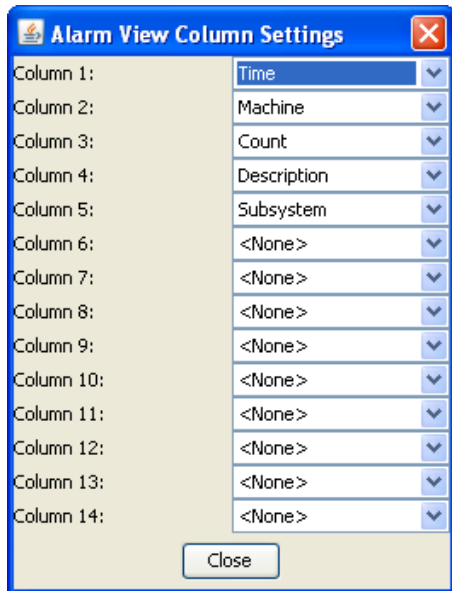 Alarm View Column Settings
Column 1: Time
Column 2: Machine
Column 3: Count
Column 4: Description
Column 5: Subsystem
Column 6: <None>
Column 7: <None>
Column 8: <None>
Column 9: <None>
Column 10: <None>
Column 11: <None>
Column 12: <None>
Column 13: <None>
Column 14: <None>
Close